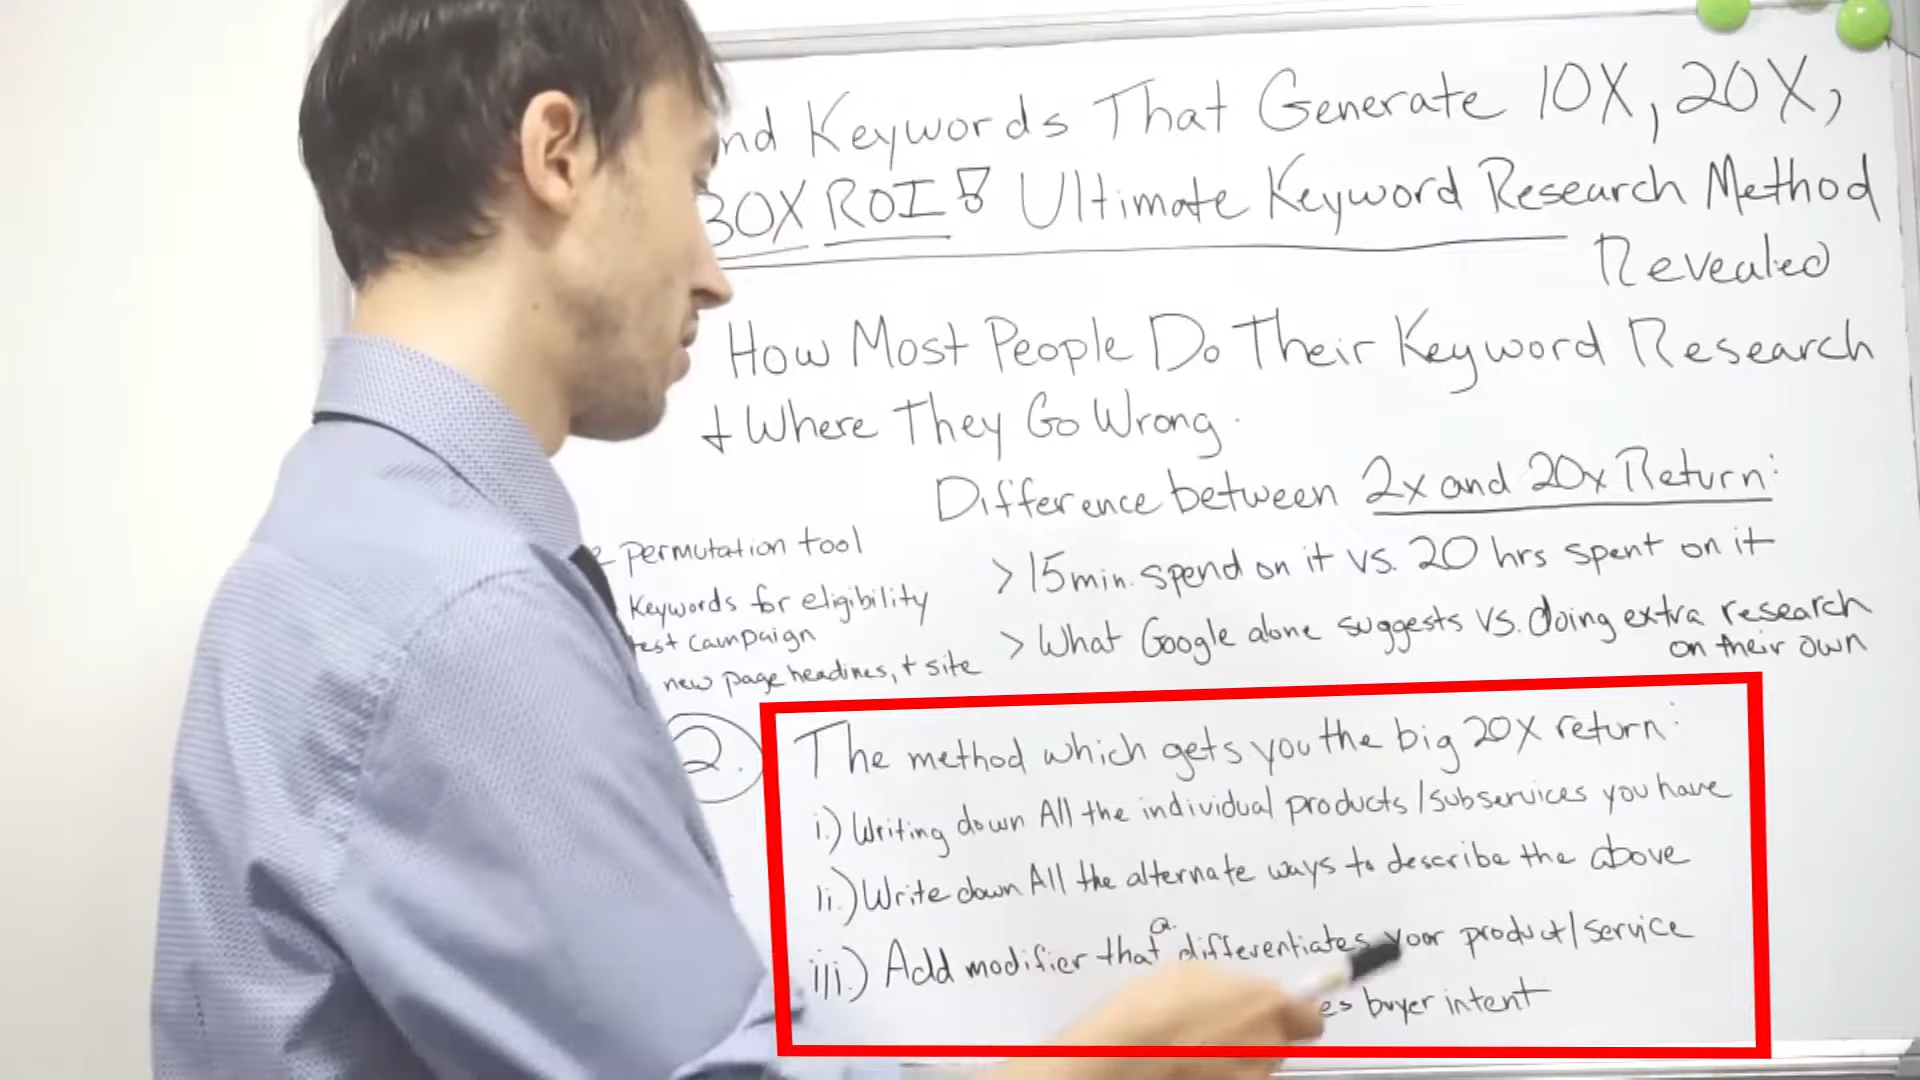 nd Keywords That Generate 10X, 20X,
30X ROI! Ultimate Keyword Research Method
Revealed
How Most People Do Their Keyword Research
+ Where They Go Wrong.
Difference between 2x and 20x Return:
> 15min. spend on it vs. 20 hrs spent on it
> What Google alone suggests vs. doing extra research
on their own
permutation tool
Keywords for eligibility
test campaign
new page headlines, + site
2.
The method which gets you the big 20X return:
i.) Writing down All the individual products/subservices you have
ii.) Write down All the alternate ways to describe the above
iii.) Add modifier that a. differentiates your product/service
es buyer intent